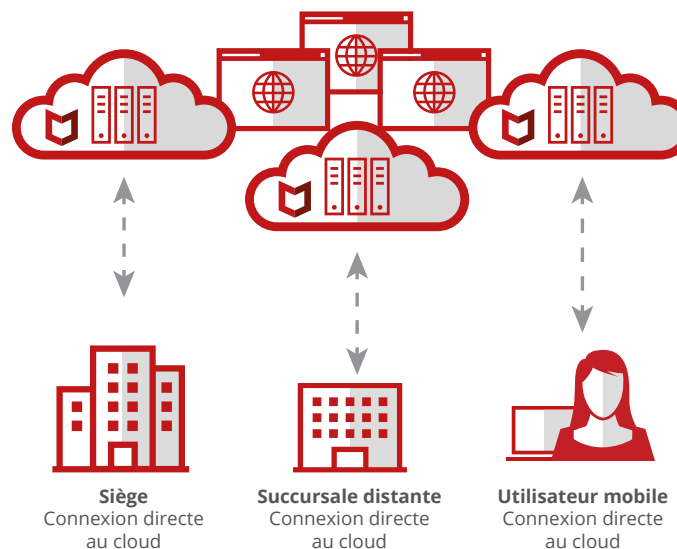 Siège
Connexion directe
au cloud
Succursale distante
Connexion directe
au cloud
Utilisateur mobile
Connexion directe
au cloud